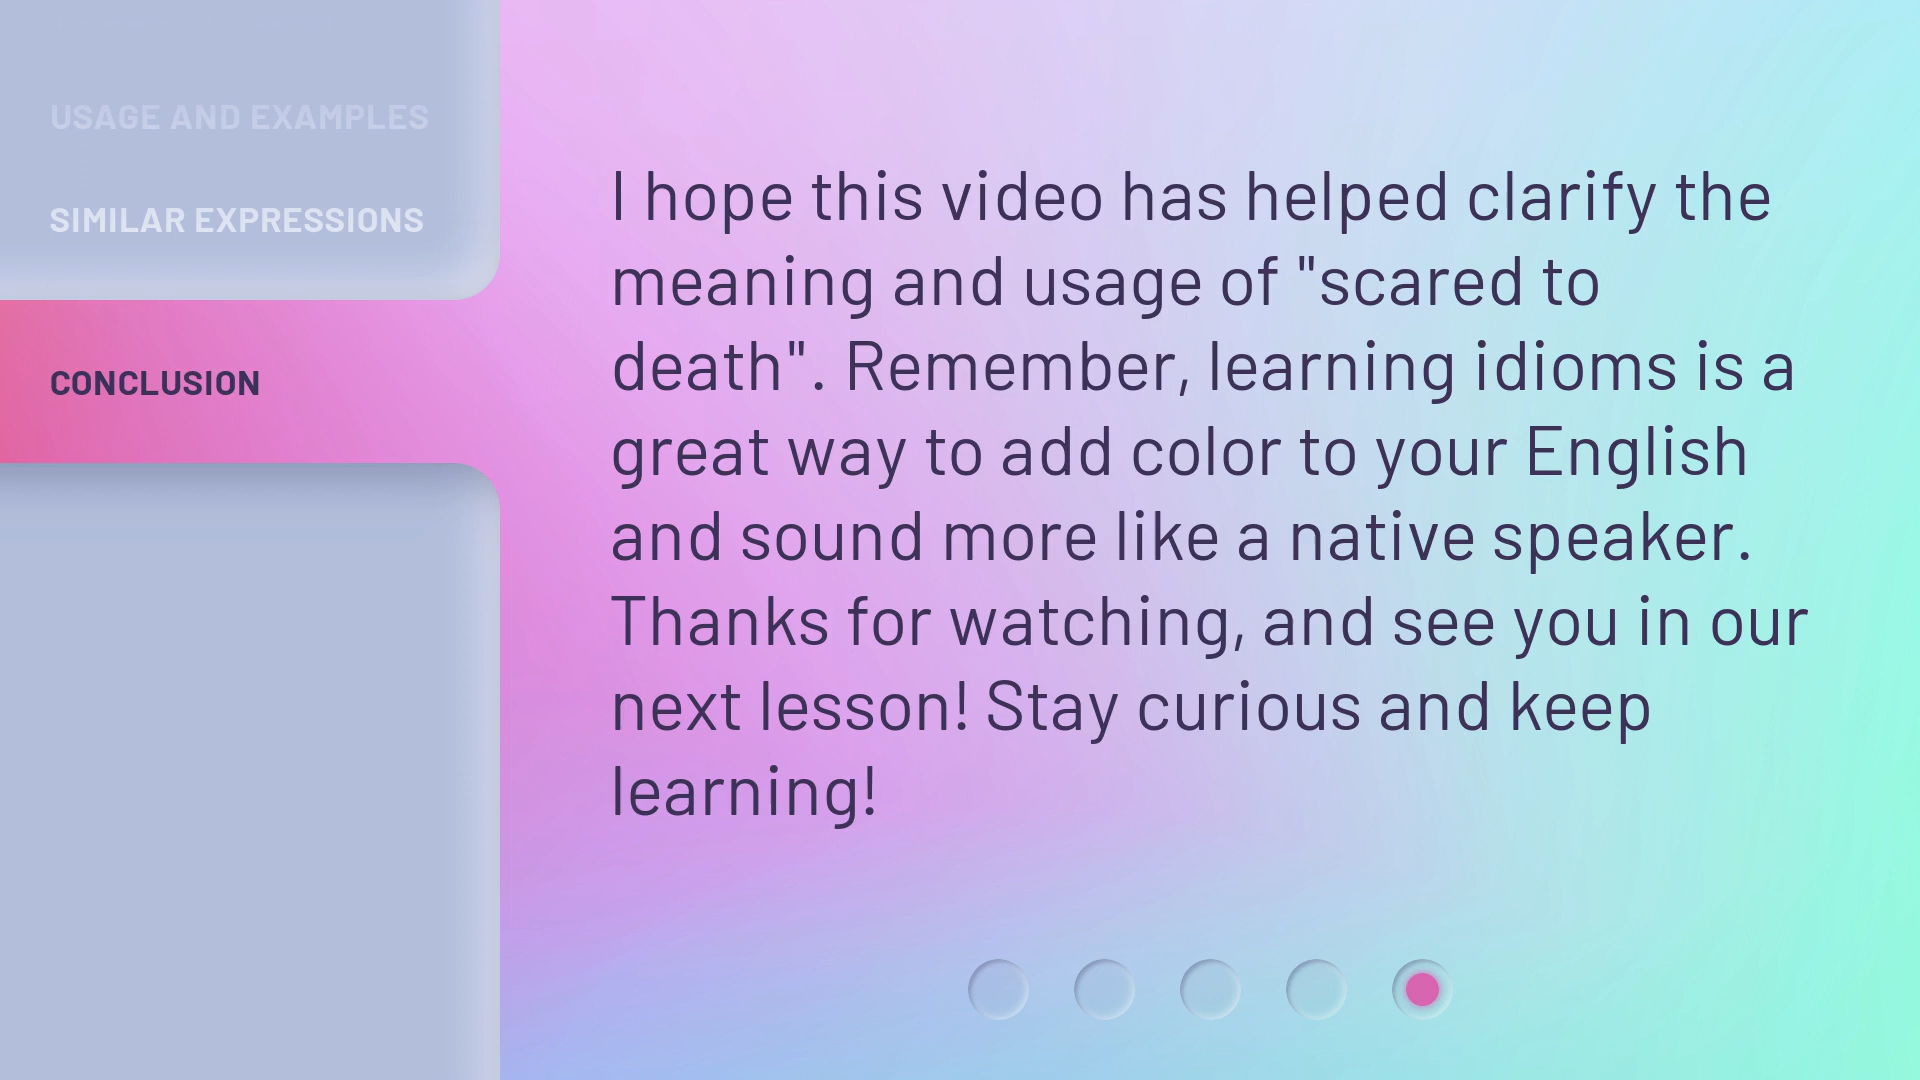 USAGE AND EXAMPLES
SIMILAR EXPRESSIONS
CONCLUSION
I hope this video has helped clarify the
meaning and usage of "scared to
death". Remember, learning idioms is a
great way to add color to your English
and sound more like a native speaker.
Thanks for watching, and see you in our
next lesson! Stay curious and keep
learning!